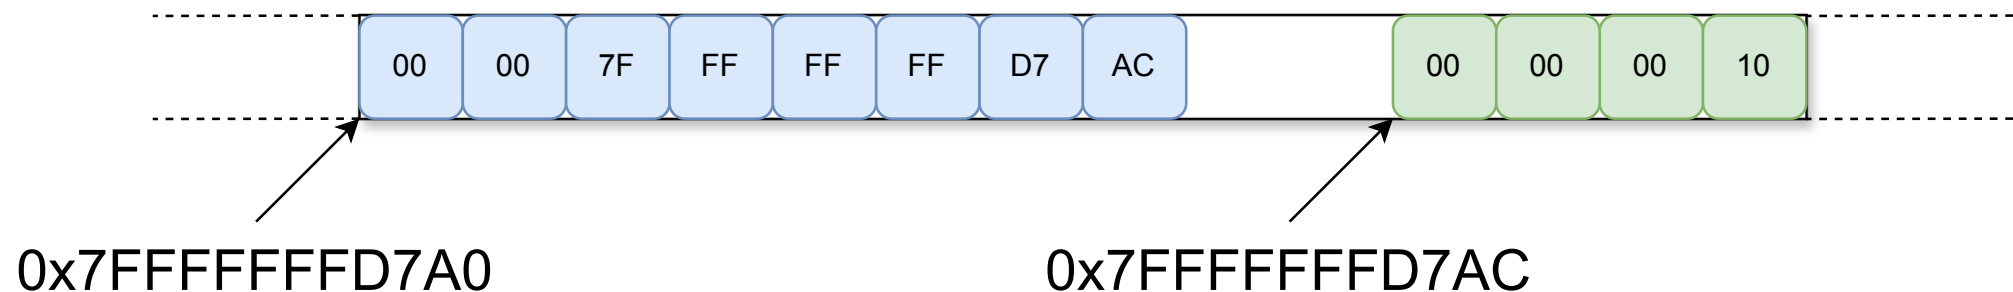 00 00 7F FF FF FF D7 AC 00 00 00 10
0x7FFFFFFFD7A0 0x7FFFFFFFD7AC